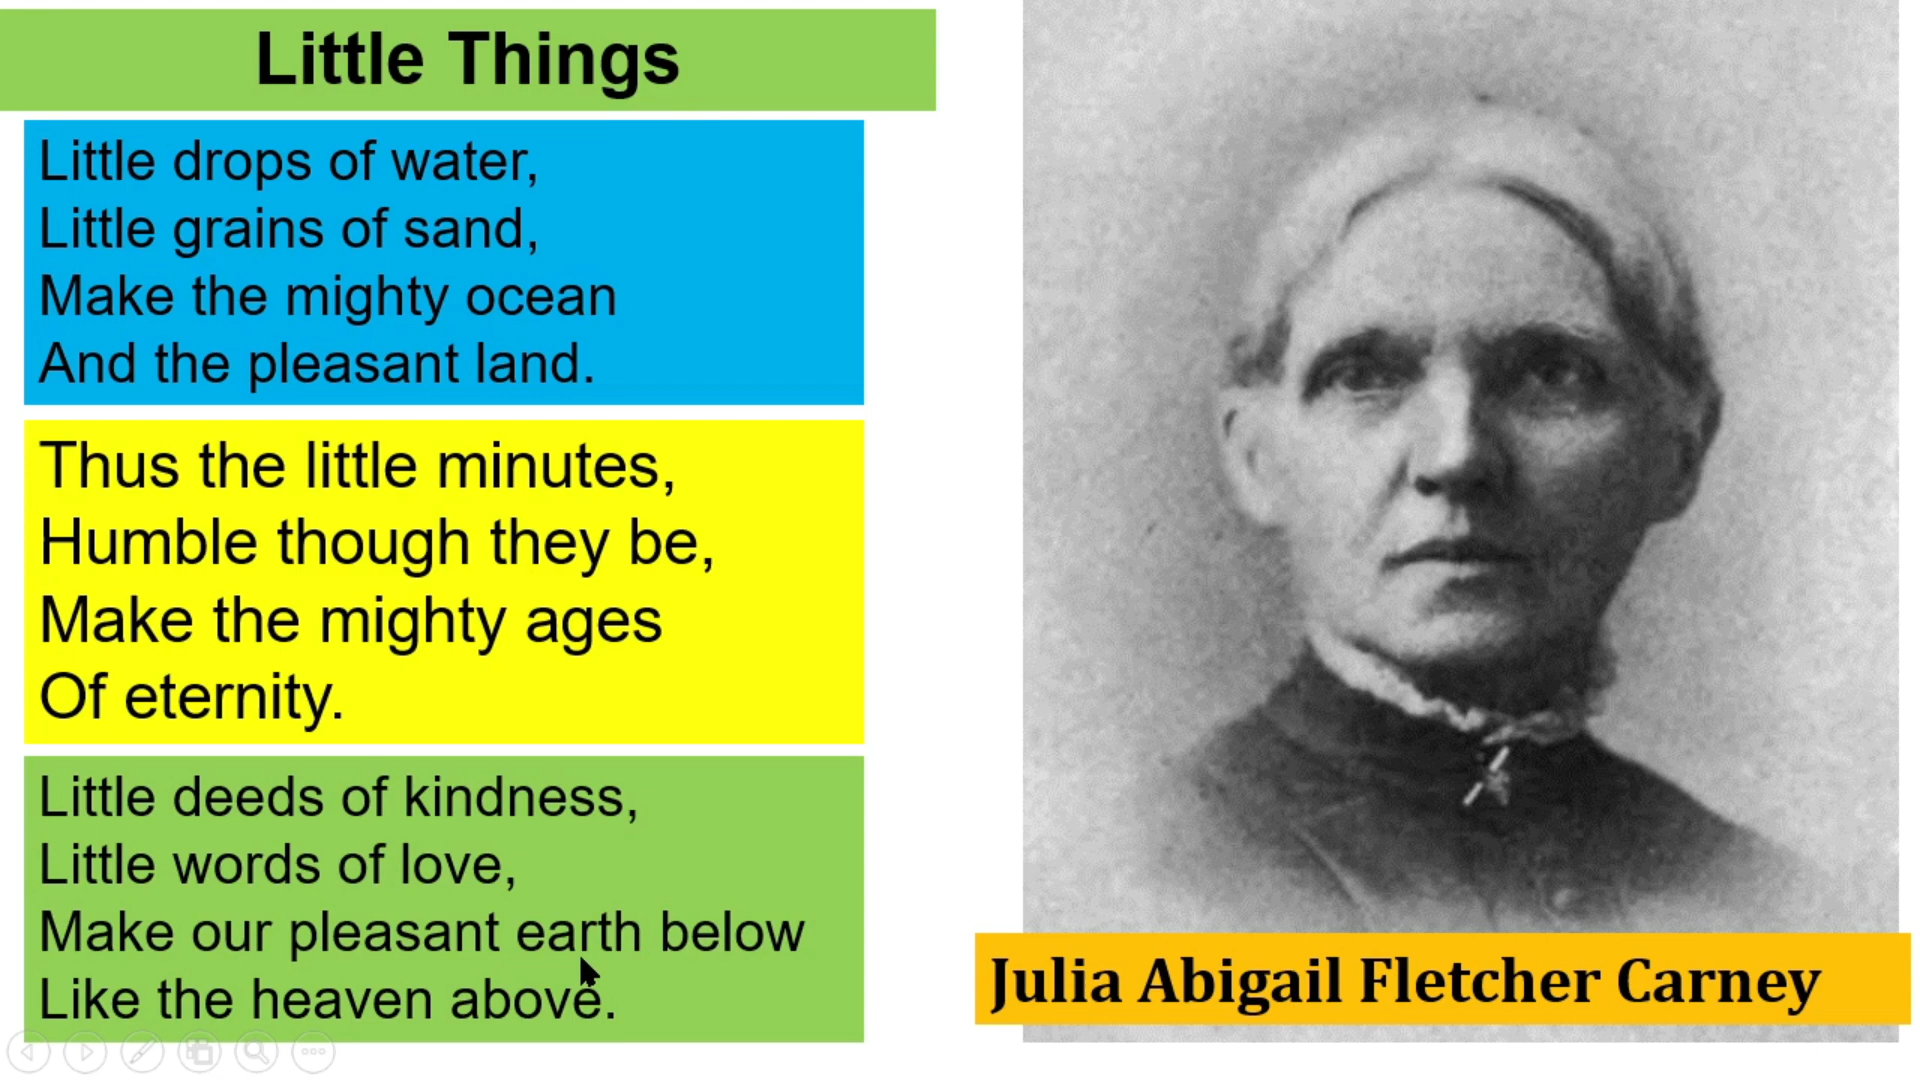 Little Things
Little drops of water,
Little grains of sand,
Make the mighty ocean
And the pleasant land.
Thus the little minutes,
Humble though they be,
Make the mighty ages
Of eternity.
Little deeds of kindness,
Little words of love,
Make our pleasant earth below
Like the heaven above.
Julia Abigail Fletcher Carney